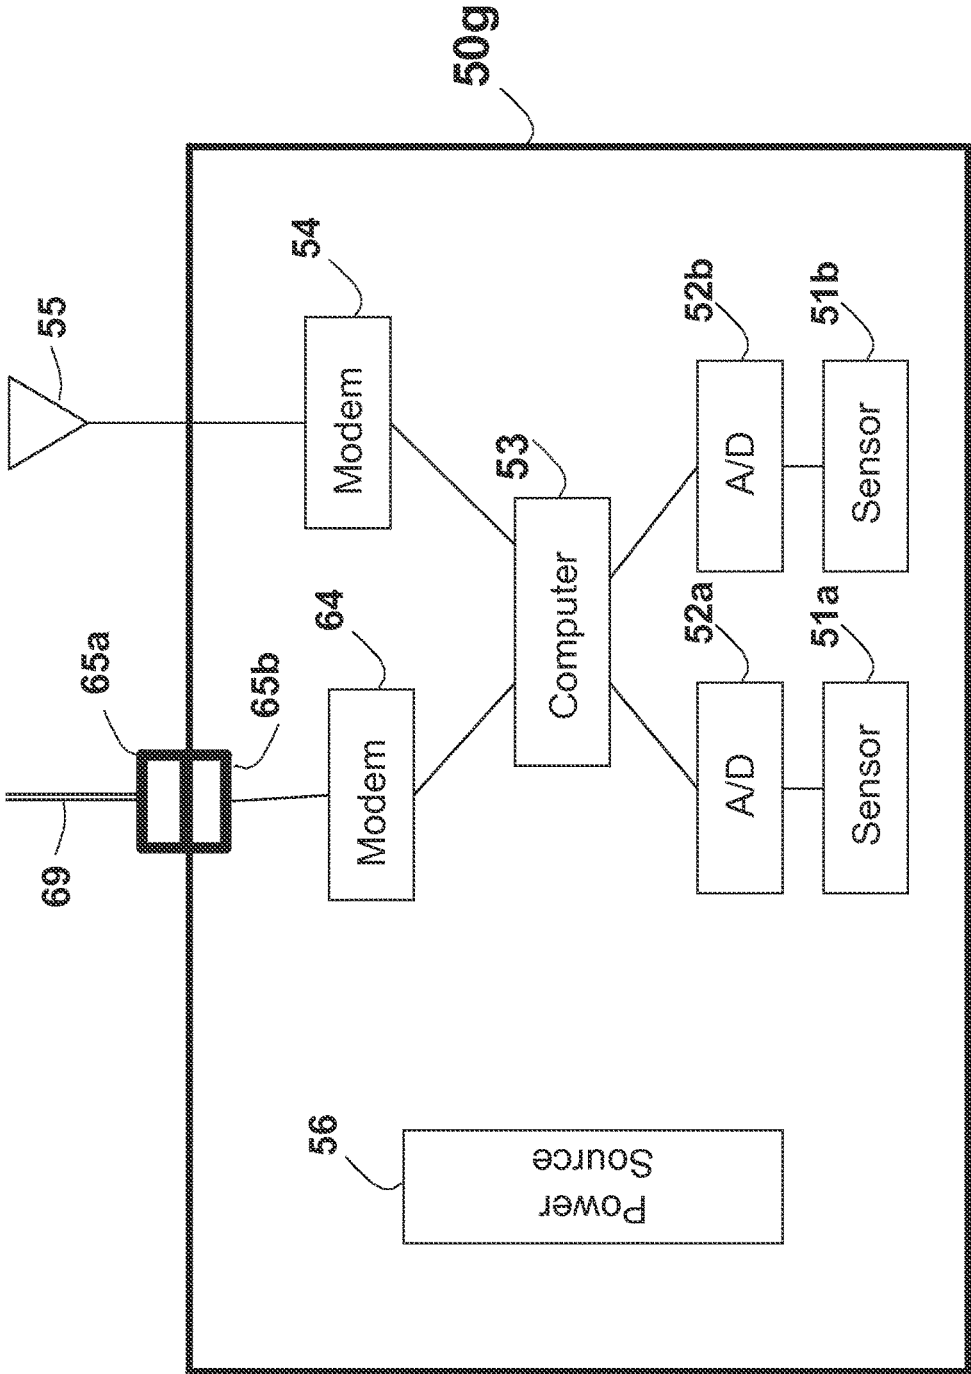 50g
55
54
65a
65b
64
69
Modem
Modem
53
Computer
52b
52a
A/D
A/D
51b
51a
Sensor
Sensor
56
Power
Source